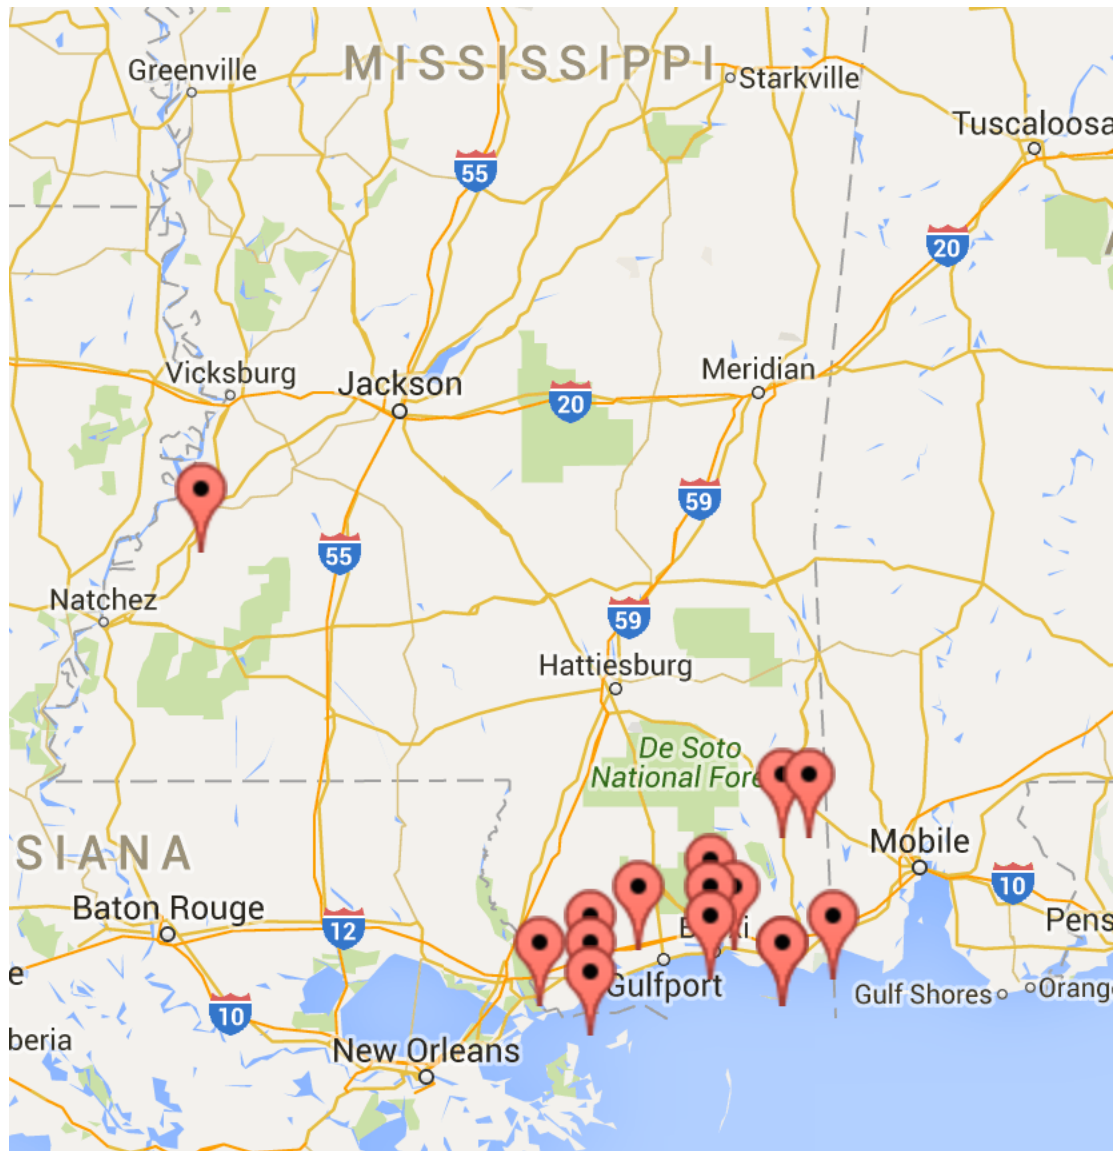 MISSISSIPPI
Greenville
Starkville
Tuscaloosa
55
20
Vicksburg
Jackson
Meridian
20
59
55
Natchez
59
Hattiesburg
De Soto
National Fore
SIANA
Mobile
10
Baton Rouge
12
Pens
e
Gulfport
Gulf Shores
Orange
10
beria
New Orleans